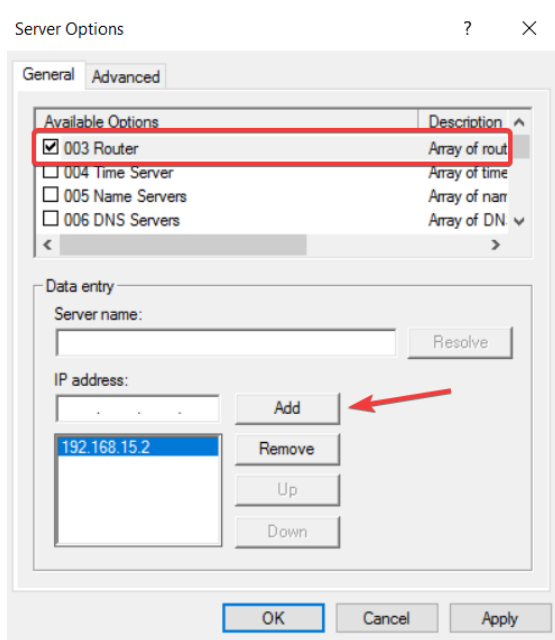 Server Options
?
General Advanced
Available Options Description
003 Router Array of rout
004 Time Server Array of time
005 Name Servers Array of nam
006 DNS Servers Array of DN
Data entry
Server name:
Resolve
IP address:
. . . Add
192.168.15.2 Remove
Up
Down
OK Cancel Apply